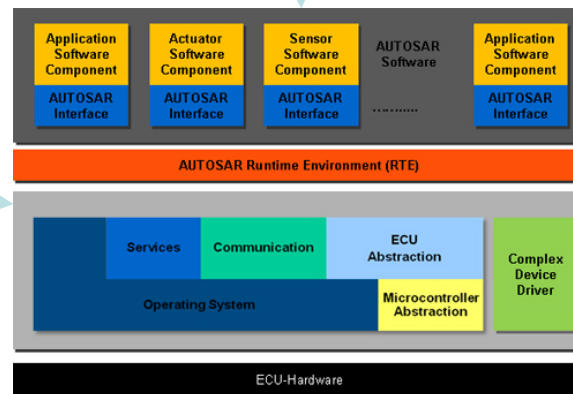 Application
Software
Component
AUTOSAR
Interface
Actuator
Software
Component
AUTOSAR
Interface
Sensor
Software
Component
AUTOSAR
Interface
AUTOSAR
Software
...........
Application
Software
Component
AUTOSAR
Interface
AUTOSAR Runtime Environment (RTE)
Services
Communication
ECU
Abstraction
Complex
Device
Driver
Operating System
Microcontroller
Abstraction
ECU-Hardware